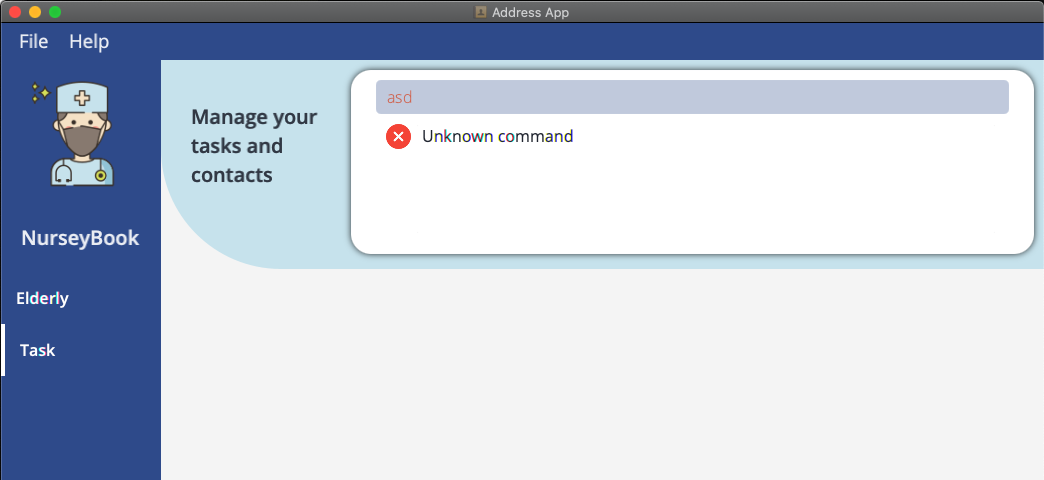 Address App
File Help
NurseyBook
Elderly
Task
Manage your
tasks and
contacts
asd
Unknown command